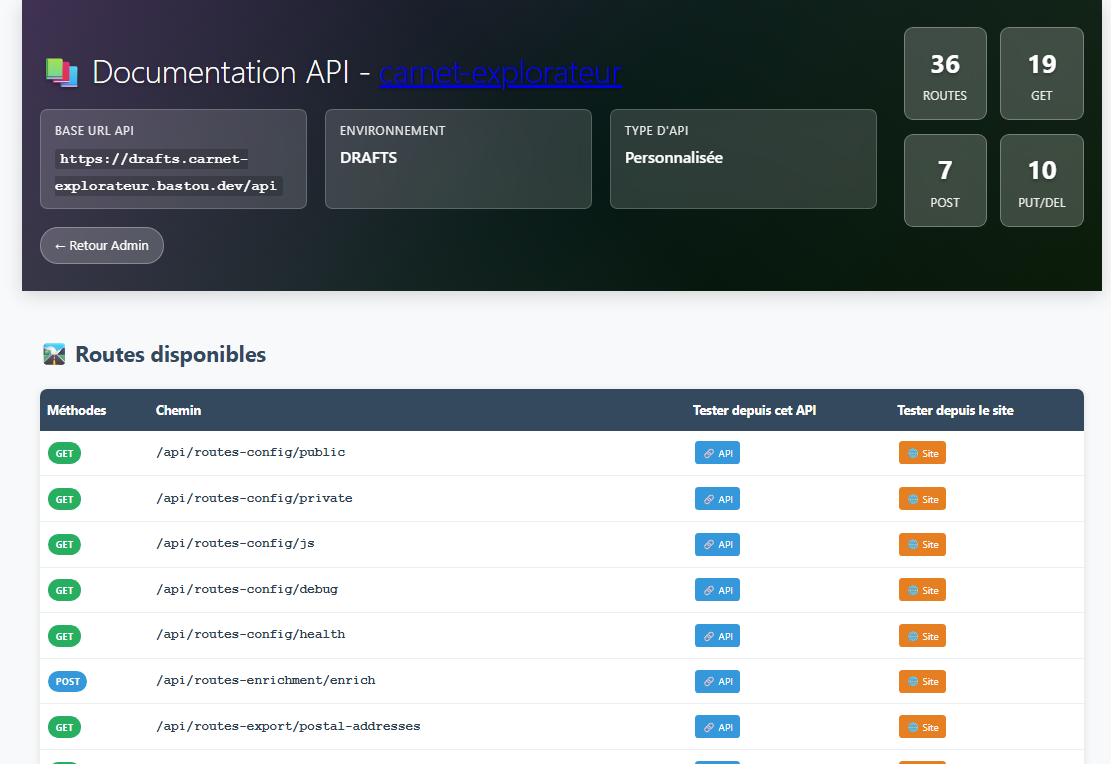 Documentation API - carnet-explorateur
BASE URL API
https://drafts.carnet-
explorateur.bastou.dev/api
ENVIRONNEMENT
DRAFTS
TYPE D'API
Personnalisée
← Retour Admin
36
ROUTES
19
GET
7
POST
10
PUT/DEL
Routes disponibles
Méthodes Chemin Tester depuis cet API Tester depuis le site
GET /api/routes-config/public API Site
GET /api/routes-config/private API Site
GET /api/routes-config/js API Site
GET /api/routes-config/debug API Site
GET /api/routes-config/health API Site
POST /api/routes-enrichment/enrich API Site
GET /api/routes-export/postal-addresses API Site